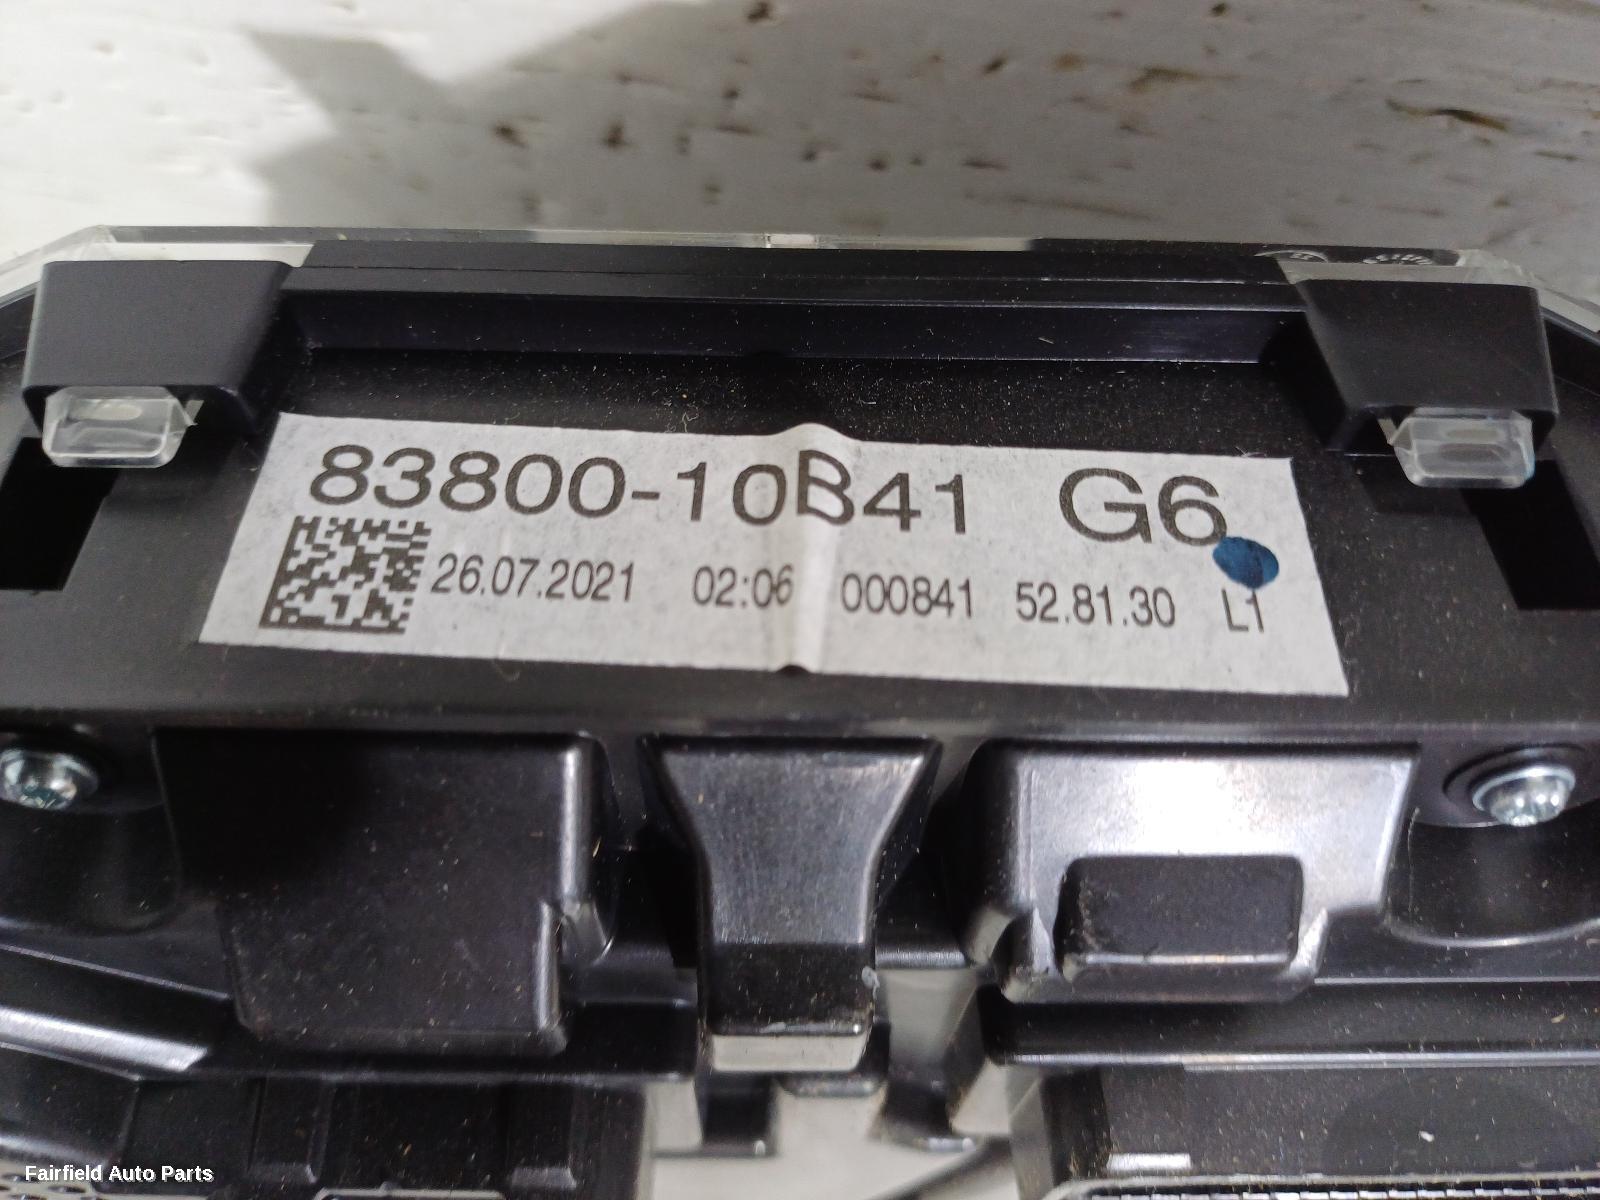 83800-10B41 G6
26.07.2021 02:06 000841 52.81.30 L1
Fairfield Auto Parts